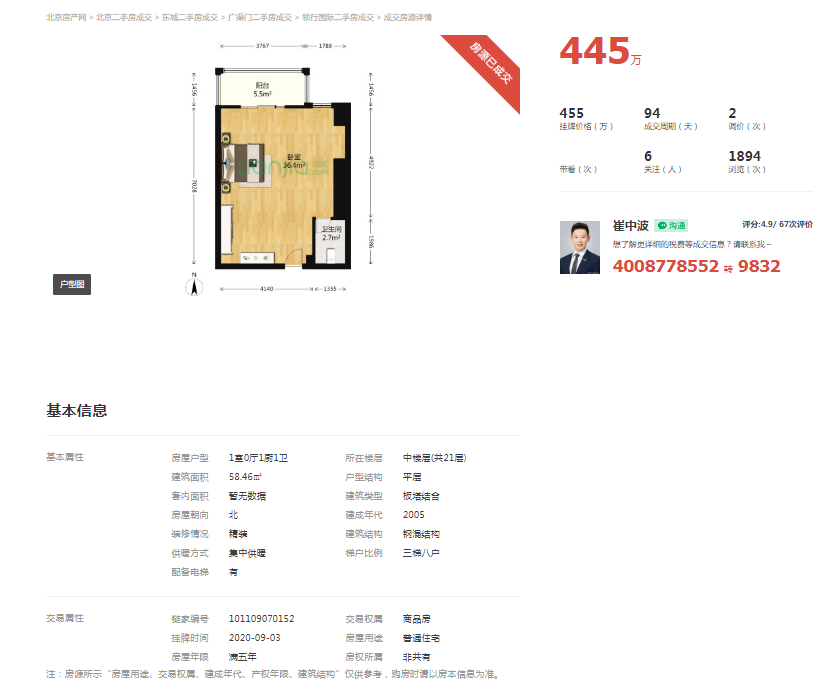 北京房产网 > 北京二手房成交 > 东城二手房成交 > 广渠门二手房成交 > 领行国际二手房成交 > 成交房源详情
房源已成交
3767 1788
1456
阳台
5.5m²
1456
卧室
36.4m²
lianjia.com
7028
4922
卫生间
2.7m²
1986
N
4140 1355
户型图
445万
455 94 2
挂牌价格（万） 成交周期（天） 调价（次）
6 1894
带看（次） 关注（人） 浏览（次）
崔中波 沟通 评分:4.9/ 67次评价
想了解更详细的税费等成交信息？请联系我~
4008778552 转 9832
基本信息
基本属性 房屋户型 1室0厅1厨1卫 所在楼层 中楼层(共21层)
建筑面积 58.46㎡ 户型结构 平层
套内面积 暂无数据 建筑类型 板塔结合
房屋朝向 北 建成年代 2005
装修情况 精装 建筑结构 钢混结构
供暖方式 集中供暖 梯户比例 三梯八户
配备电梯 有
交易属性 链家编号 101109070152 交易权属 商品房
挂牌时间 2020-09-03 房屋用途 普通住宅
房屋年限 满五年 房权所属 非共有
注：房源所示“房屋用途、交易权属、建成年代、产权年限、建筑结构”仅供参考，购房时请以房本信息为准。